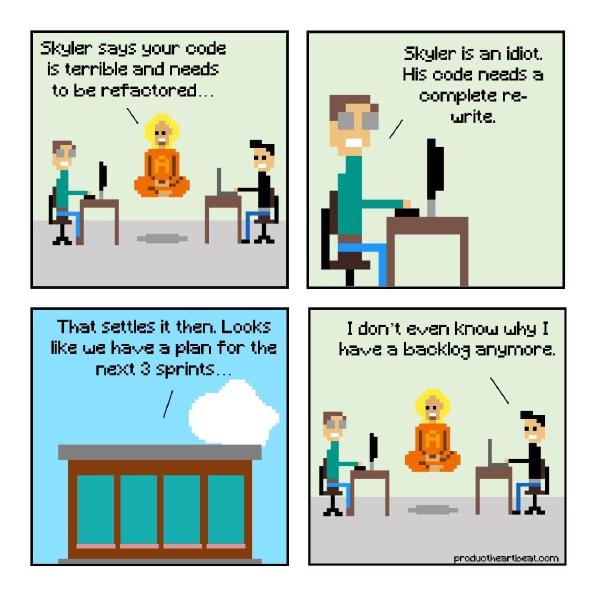 Skyler says your code
is terrible and needs
to be refactored...
Skyler is an idiot.
His code needs a
complete re-
write.
That settles it then. Looks
like we have a plan for the
next 3 sprints...
I don't even know why I
have a backlog anymore.
productheartbeat.com